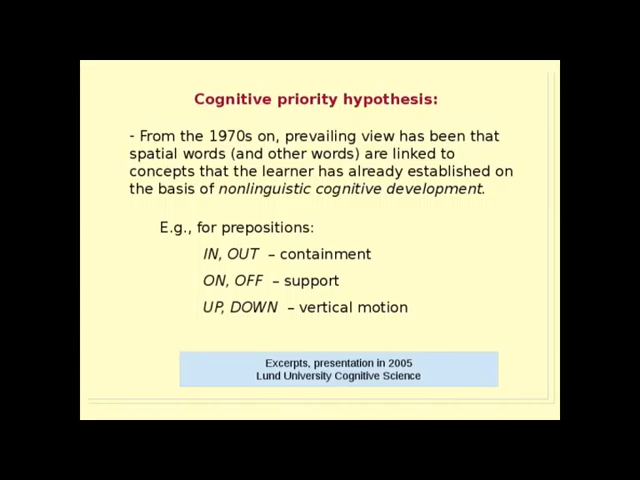 Cognitive priority hypothesis:
- From the 1970s on, prevailing view has been that
spatial words (and other words) are linked to
concepts that the learner has already established on
the basis of nonlinguistic cognitive development.
E.g., for prepositions:
IN, OUT – containment
ON, OFF – support
UP, DOWN – vertical motion
Excerpts, presentation in 2005
Lund University Cognitive Science